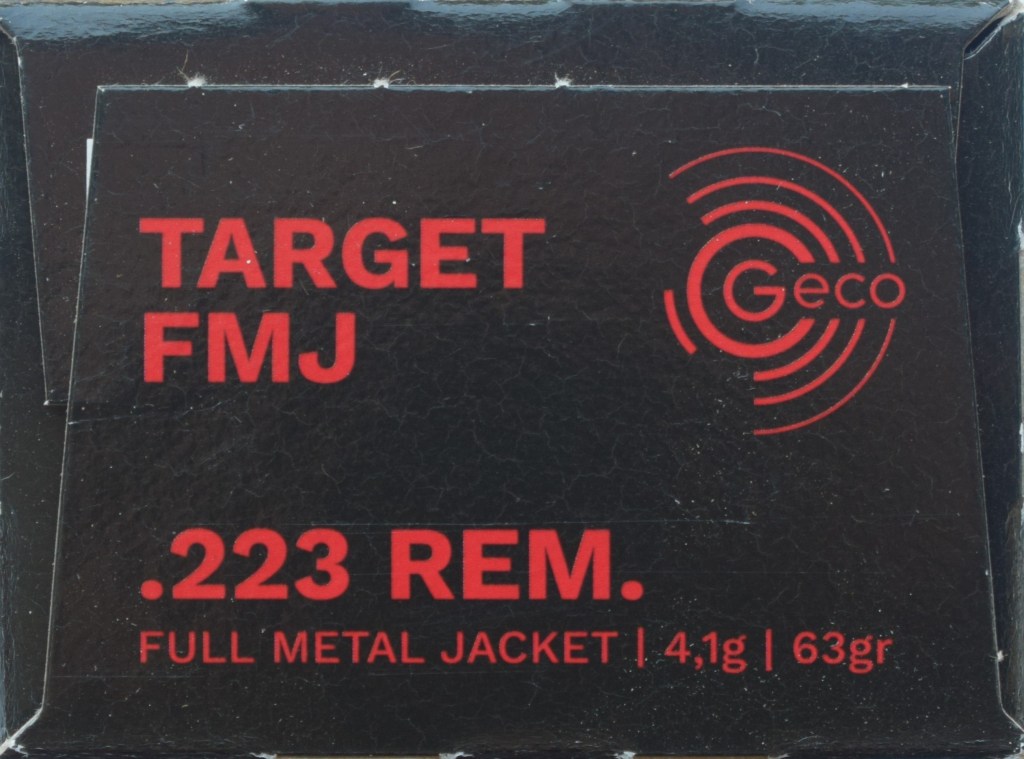 TARGET
FMJ
Geco
.223 REM.
FULL METAL JACKET | 4,1g | 63gr